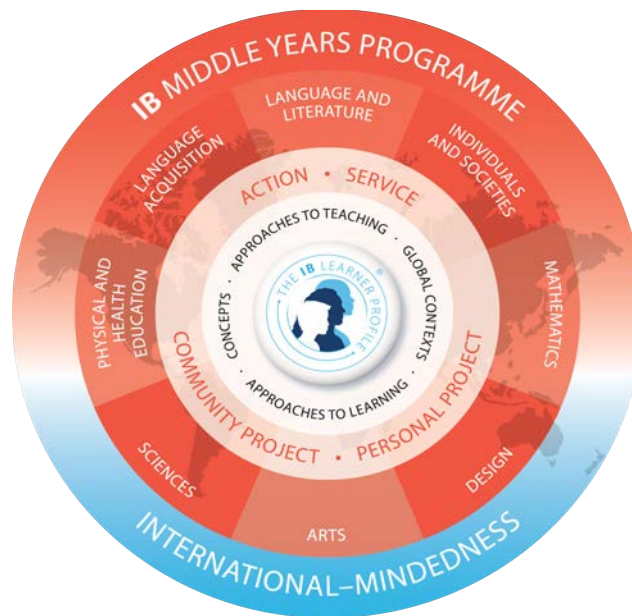 IB MIDDLE YEARS PROGRAMME
LANGUAGE AND
LITERATURE
INDIVIDUALS
AND SOCIETIES
MATHEMATICS
DESIGN
ARTS
SCIENCES
PHYSICAL AND
HEALTH
EDUCATION
LANGUAGE
ACQUISITION
ACTION • SERVICE
COMMUNITY PROJECT • PERSONAL PROJECT
APPROACHES TO TEACHING · GLOBAL CONTEXTS ·
APPROACHES TO LEARNING · CONCEPTS ·
THE IB LEARNER PROFILE ®
INTERNATIONAL–MINDEDNESS